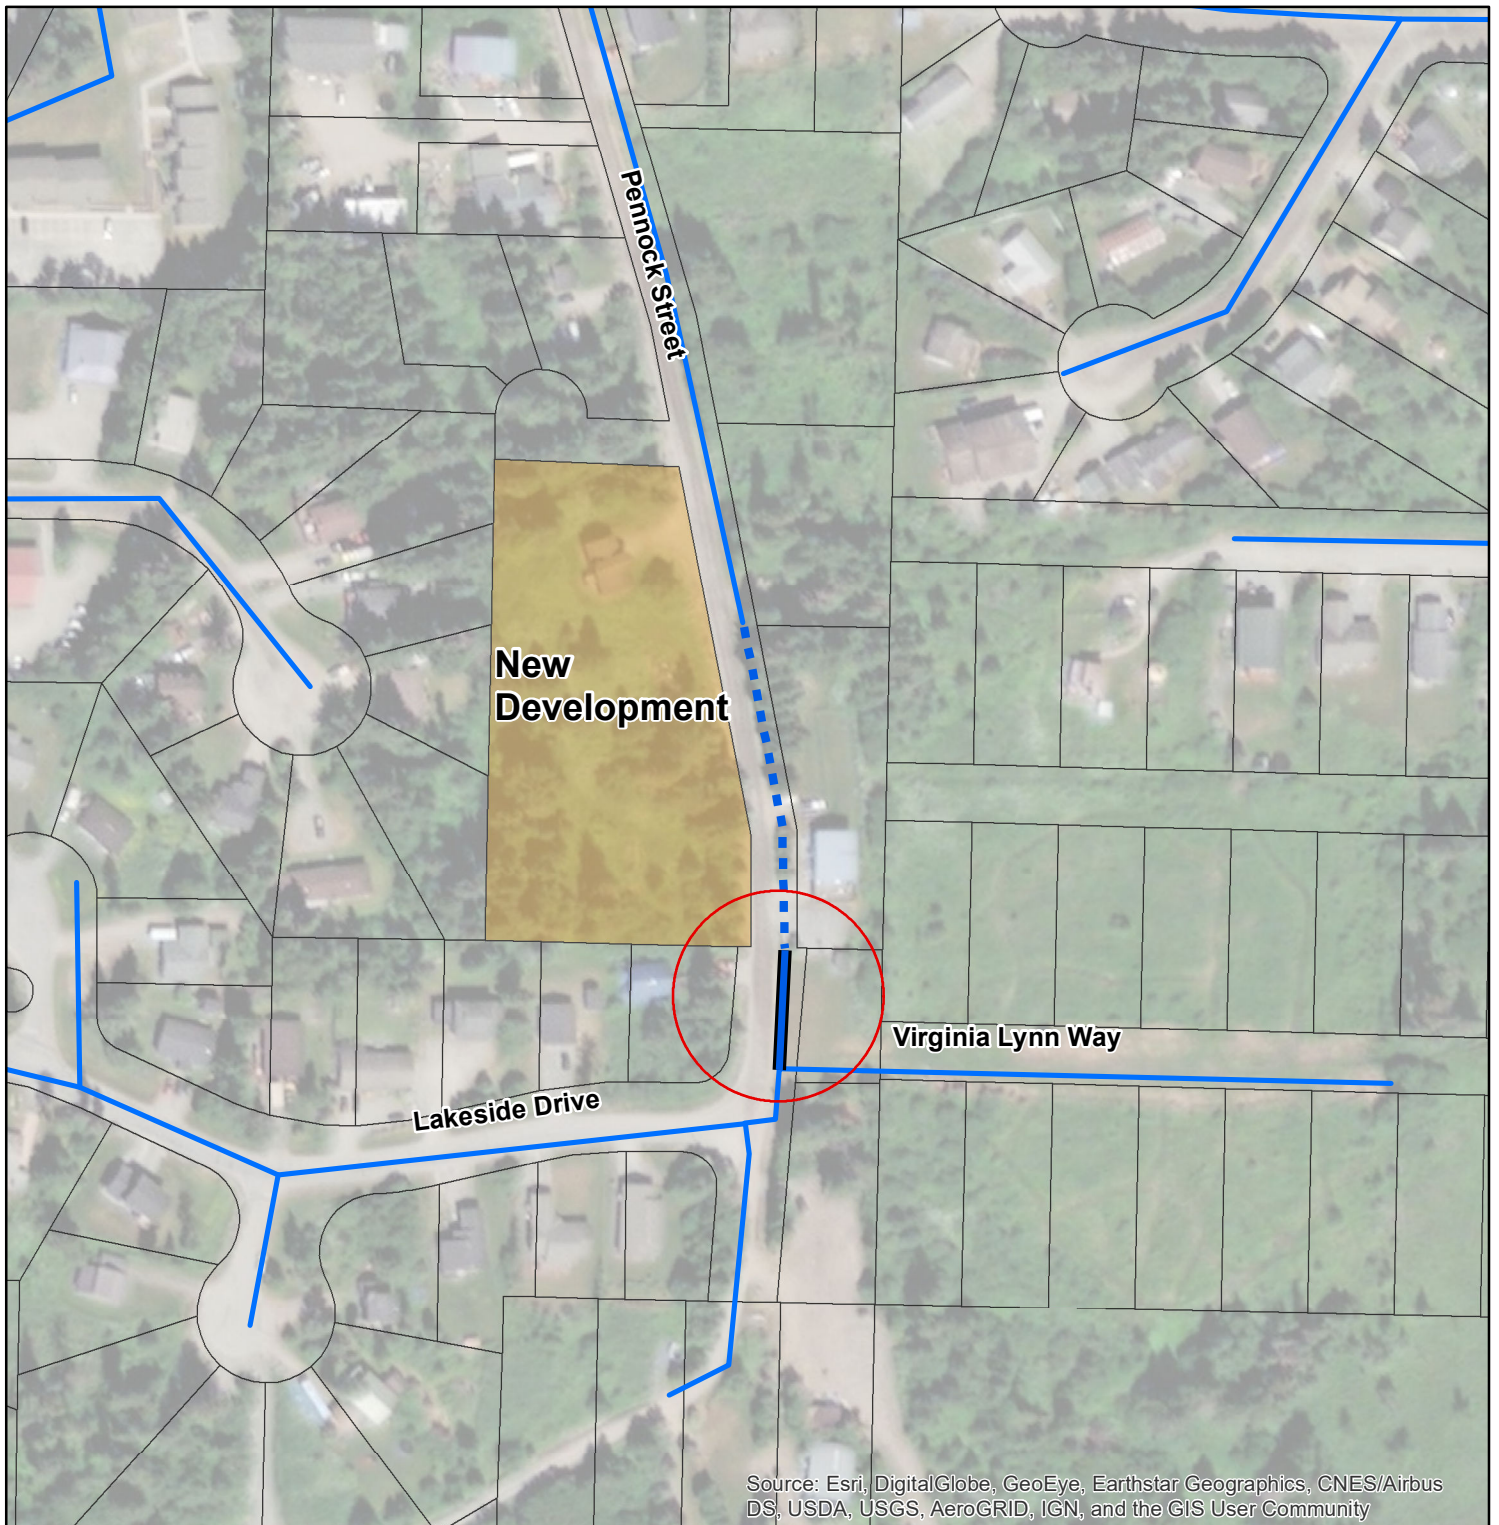 Pennock Street
New
Development
Virginia Lynn Way
Lakeside Drive
Source: Esri, DigitalGlobe, GeoEye, Earthstar Geographics, CNES/Airbus
DS, USDA, USGS, AeroGRID, IGN, and the GIS User Community